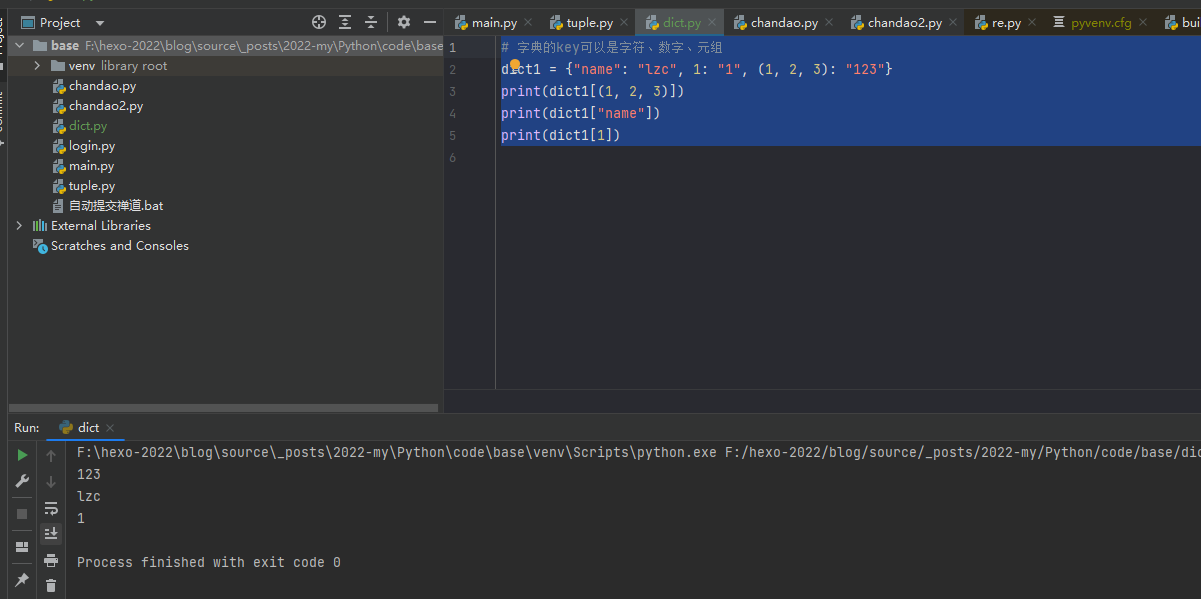 Project
main.py tuple.py dict.py chandao.py chandao2.py re.py pyvenv.cfg bui
base F:\hexo-2022\blog\source\_posts\2022-my\Python\code\base
venv library root
chandao.py
chandao2.py
dict.py
login.py
main.py
tuple.py
自动提交禅道.bat
External Libraries
Scratches and Consoles
1 # 字典的key可以是字符、数字、元组
2 dict1 = {"name": "lzc", 1: "1", (1, 2, 3): "123"}
3 print(dict1[(1, 2, 3)])
4 print(dict1["name"])
5 print(dict1[1])
6
Run: dict
F:\hexo-2022\blog\source\_posts\2022-my\Python\code\base\venv\Scripts\python.exe F:/hexo-2022/blog/source/_posts/2022-my/Python/code/base/dic
123
lzc
1
Process finished with exit code 0